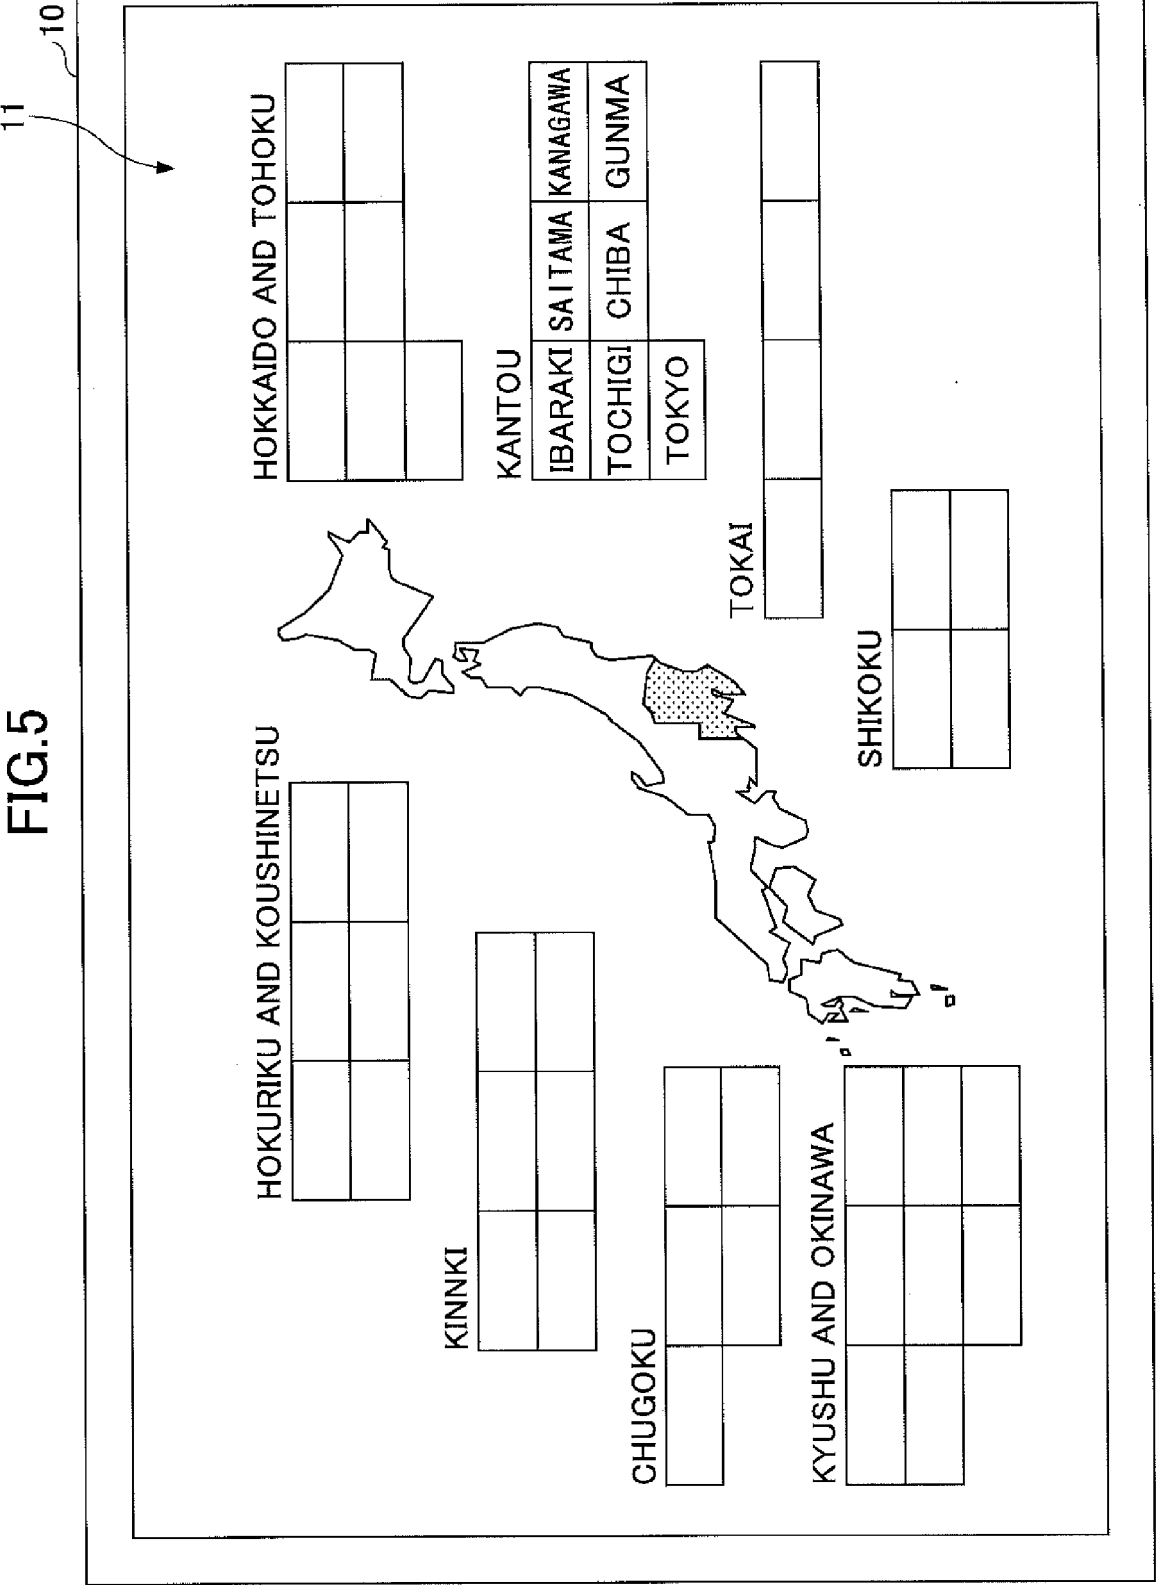 FIG.5
10
11
HOKURIKU AND KOUSHINETSU
HOKKAIDO AND TOHOKU
KINNKI
KANTOU
IBARAKI SAITAMA KANAGAWA
TOCHIGI CHIBA GUNMA
TOKYO
CHUGOKU
TOKAI
KYUSHU AND OKINAWA
SHIKOKU